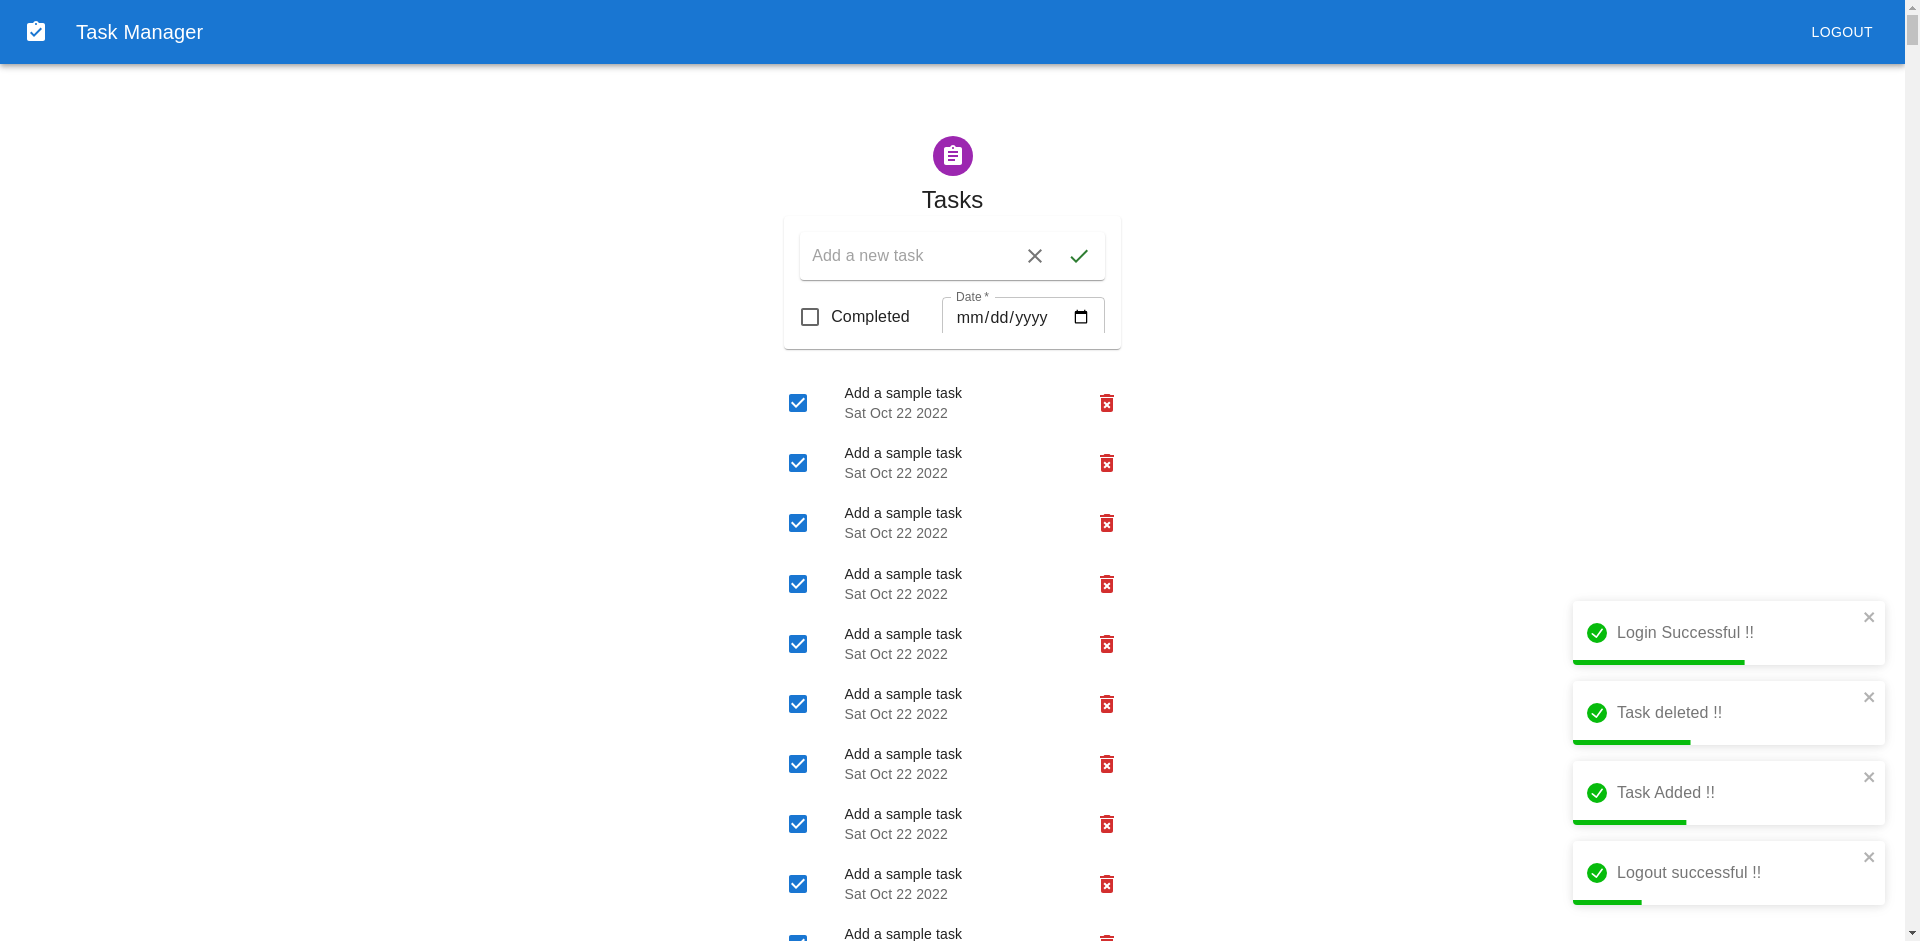 Task Manager
LOGOUT
Tasks
Add a new task
Date *
Completed
mm/dd/yyyy
Add a sample task
Sat Oct 22 2022
Add a sample task
Sat Oct 22 2022
Add a sample task
Sat Oct 22 2022
Add a sample task
Sat Oct 22 2022
Add a sample task
Sat Oct 22 2022
Add a sample task
Sat Oct 22 2022
Add a sample task
Sat Oct 22 2022
Add a sample task
Sat Oct 22 2022
Add a sample task
Sat Oct 22 2022
Add a sample task
Login Successful !!
Task deleted !!
Task Added !!
Logout successful !!